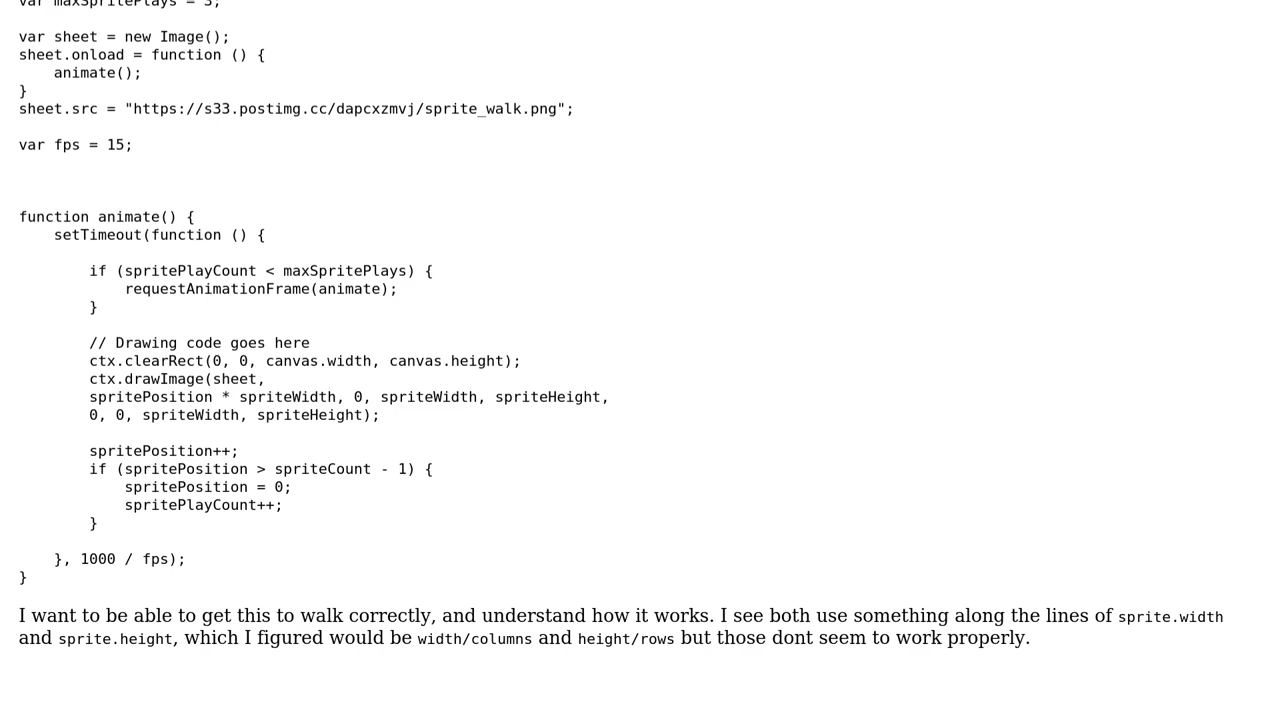 var maxSpritePlays = 3;
var sheet = new Image();
sheet.onload = function () {
    animate();
}
sheet.src = "https://s33.postimg.cc/dapcxzmvj/sprite_walk.png";
var fps = 15;
function animate() {
    setTimeout(function () {
        if (spritePlayCount < maxSpritePlays) {
            requestAnimationFrame(animate);
        }
        // Drawing code goes here
        ctx.clearRect(0, 0, canvas.width, canvas.height);
        ctx.drawImage(sheet,
        spritePosition * spriteWidth, 0, spriteWidth, spriteHeight,
        0, 0, spriteWidth, spriteHeight);
        spritePosition++;
        if (spritePosition > spriteCount - 1) {
            spritePosition = 0;
            spritePlayCount++;
        }
    }, 1000 / fps);
}
I want to be able to get this to walk correctly, and understand how it works. I see both use something along the lines of sprite.width
and sprite.height, which I figured would be width/columns and height/rows but those dont seem to work properly.